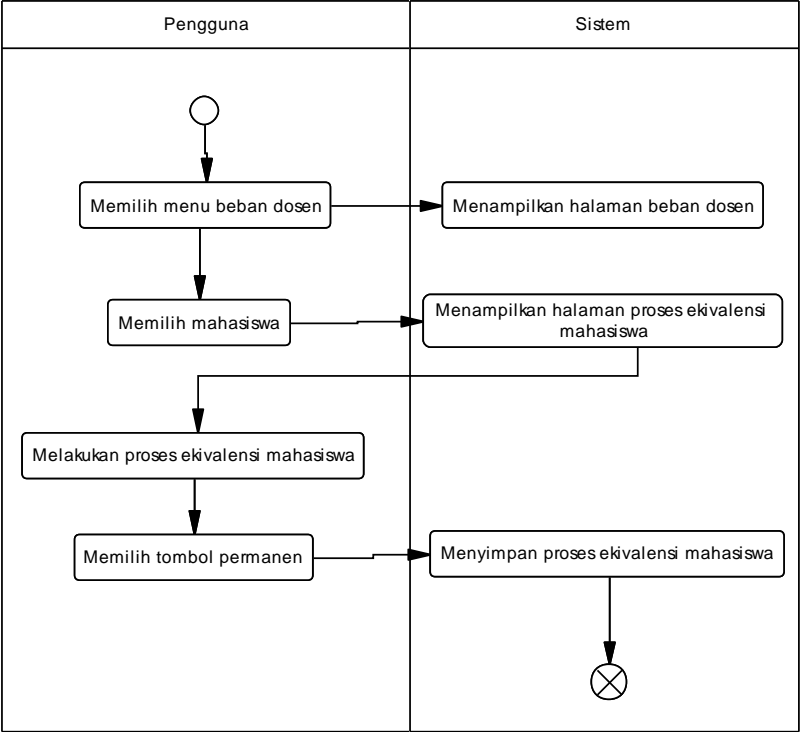 Pengguna
Sistem
Memilih menu beban dosen
Menampilkan halaman beban dosen
Memilih mahasiswa
Menampilkan halaman proses ekivalensi
mahasiswa
Melakukan proses ekivalensi mahasiswa
Memilih tombol permanen
Menyimpan proses ekivalensi mahasiswa